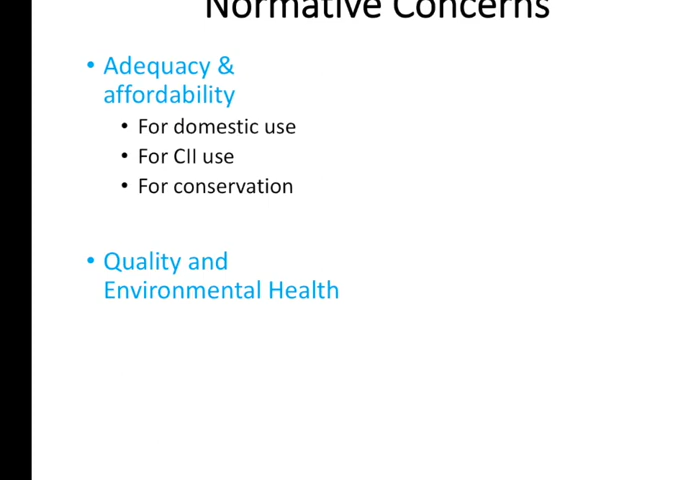 Normative Concerns
• Adequacy &
affordability
• For domestic use
• For CII use
• For conservation
• Quality and
Environmental Health